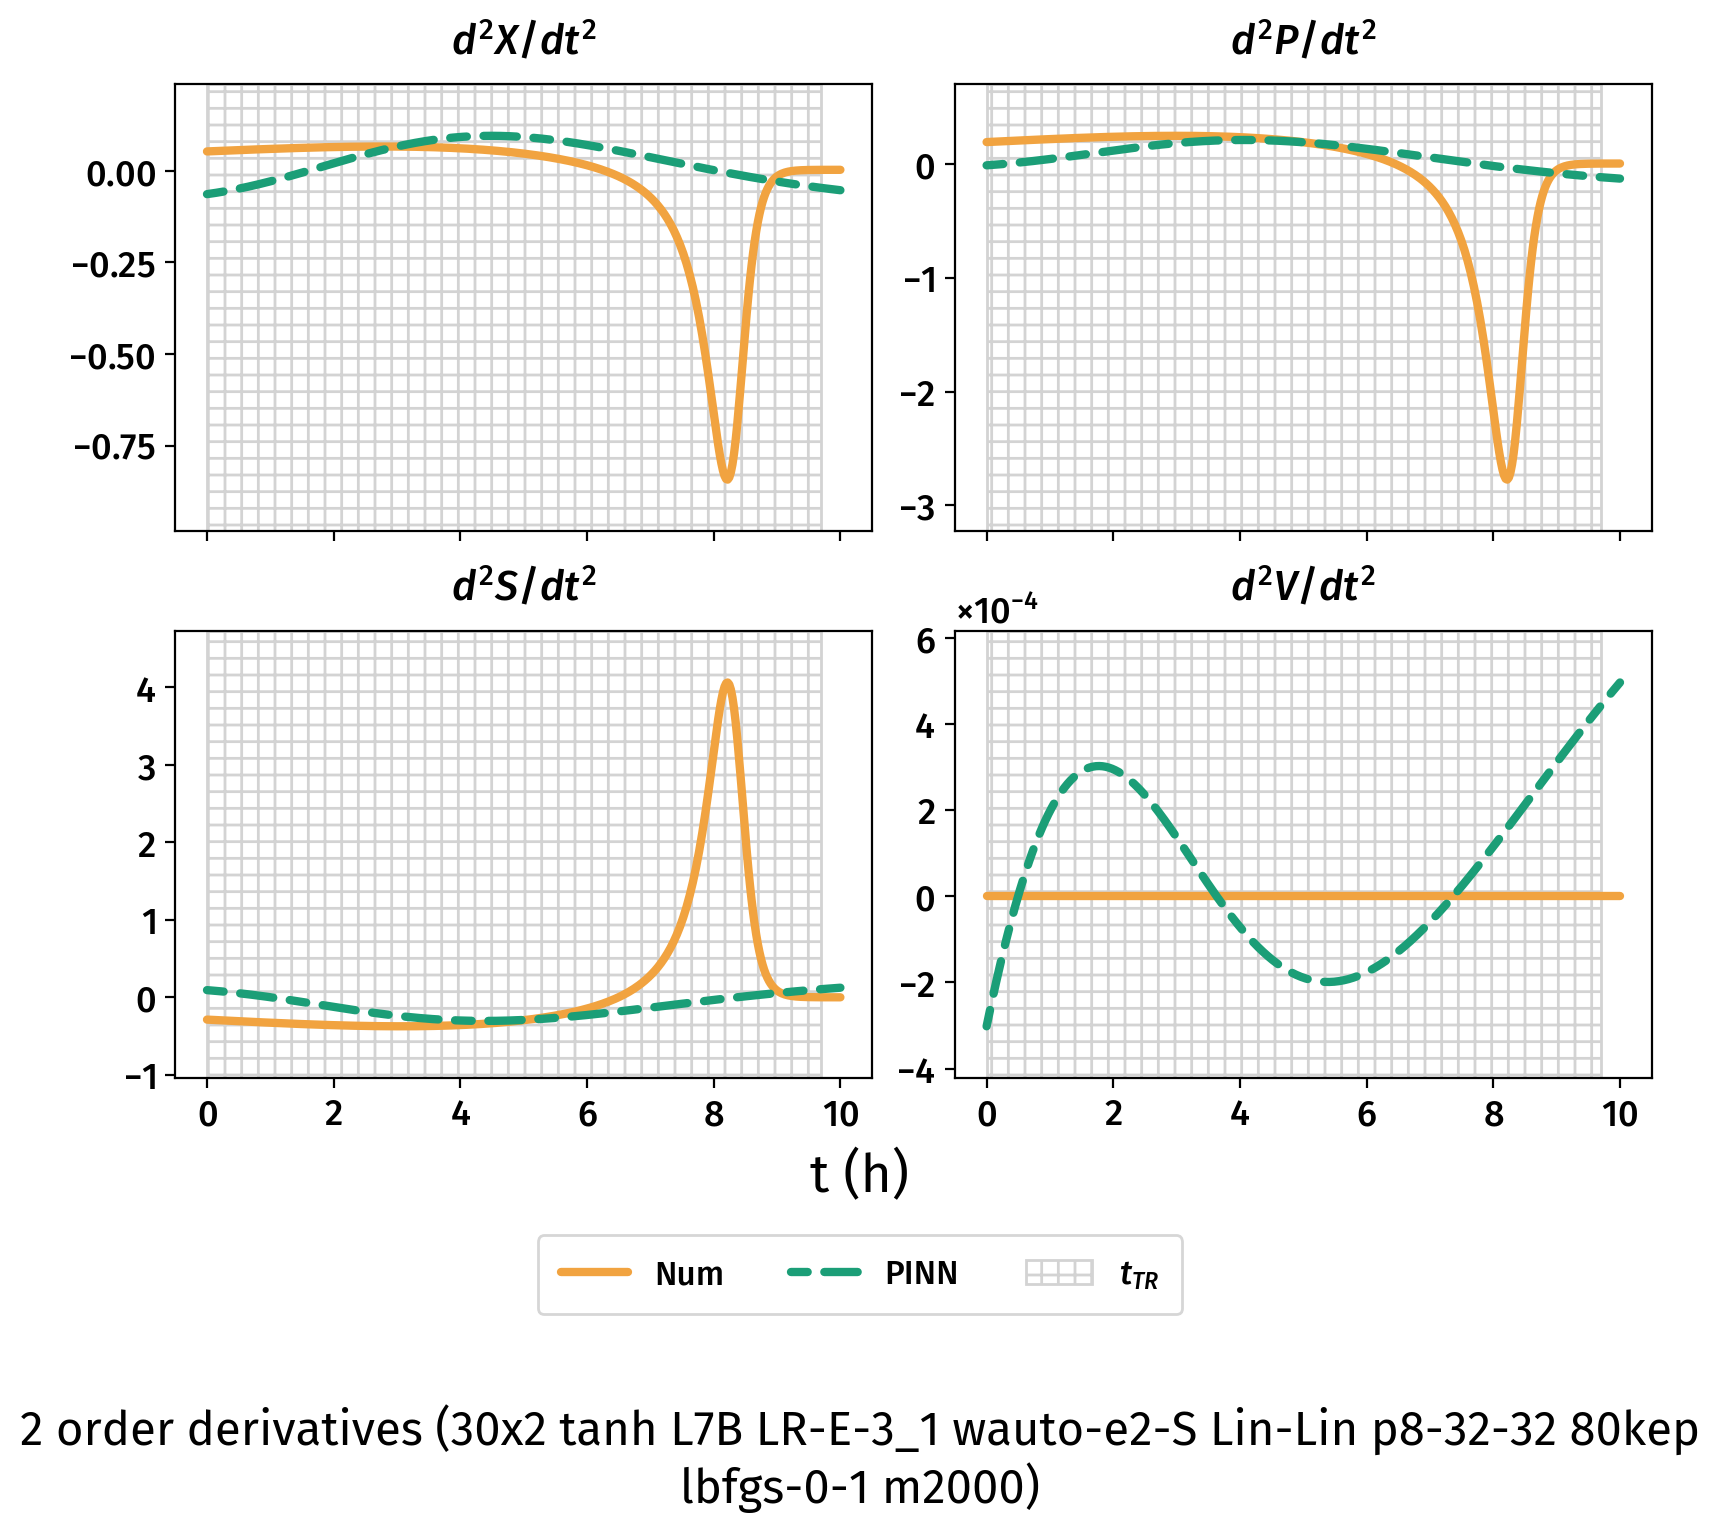 d²X/dt²
d²P/dt²
0.00
−0.25
−0.50
−0.75
0
−1
−2
−3
d²S/dt²
d²V/dt²
×10⁻⁴
4
3
2
1
0
−1
6
4
2
0
−2
−4
0 2 4 6 8 10
0 2 4 6 8 10
t (h)
Num PINN t_TR
2 order derivatives (30x2 tanh L7B LR-E-3_1 wauto-e2-S Lin-Lin p8-32-32 80kep
lbfgs-0-1 m2000)